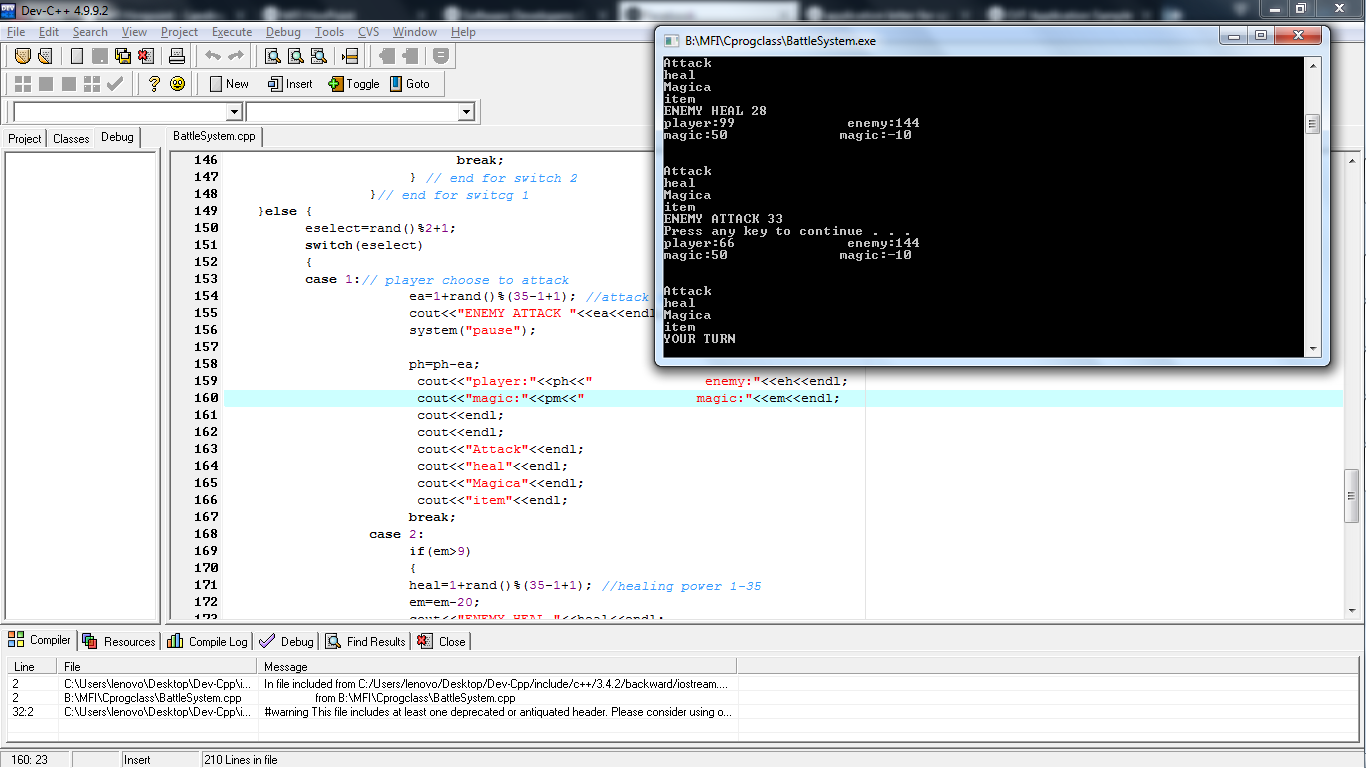 Dev-C++ 4.9.9.2
File Edit Search View Project Execute Debug Tools CVS Window Help
New Insert Toggle Goto
Project Classes Debug
BattleSystem.cpp
146 break;
147 } // end for switch 2
148 }// end for switcg 1
149 }else {
150 eselect=rand()%2+1;
151 switch(eselect)
152 {
153 case 1:// player choose to attack
154 ea=1+rand()%(35-1+1); //attack
155 cout<<"ENEMY ATTACK "<<ea<<endl
156 system("pause");
157
158 ph=ph-ea;
159 cout<<"player:"<<ph<<" enemy:"<<eh<<endl;
160 cout<<"magic:"<<pm<<" magic:"<<em<<endl;
161 cout<<endl;
162 cout<<endl;
163 cout<<"Attack"<<endl;
164 cout<<"heal"<<endl;
165 cout<<"Magica"<<endl;
166 cout<<"item"<<endl;
167 break;
168 case 2:
169 if(em>9)
170 {
171 heal=1+rand()%(35-1+1); //healing power 1-35
172 em=em-20;
173 cout<<"ENEMY HEAL "<<heal<<endl;
B:\MFI\Cprogclass\BattleSystem.exe
Attack
heal
Magica
item
ENEMY HEAL 28
player:99 enemy:144
magic:50 magic:-10
Attack
heal
Magica
item
ENEMY ATTACK 33
Press any key to continue . . .
player:66 enemy:144
magic:50 magic:-10
Attack
heal
Magica
item
YOUR TURN
Compiler Resources Compile Log Debug Find Results Close
Line File Message
2 C:\Users\lenovo\Desktop\Dev-Cpp\i... In file included from C:/Users/lenovo/Desktop/Dev-Cpp/include/c++/3.4.2/backward/iostream....
2 B:\MFI\Cprogclass\BattleSystem.cpp from B:\MFI\Cprogclass\BattleSystem.cpp
32:2 C:\Users\lenovo\Desktop\Dev-Cpp\i... #warning This file includes at least one deprecated or antiquated header. Please consider using o...
160: 23 Insert 210 Lines in file